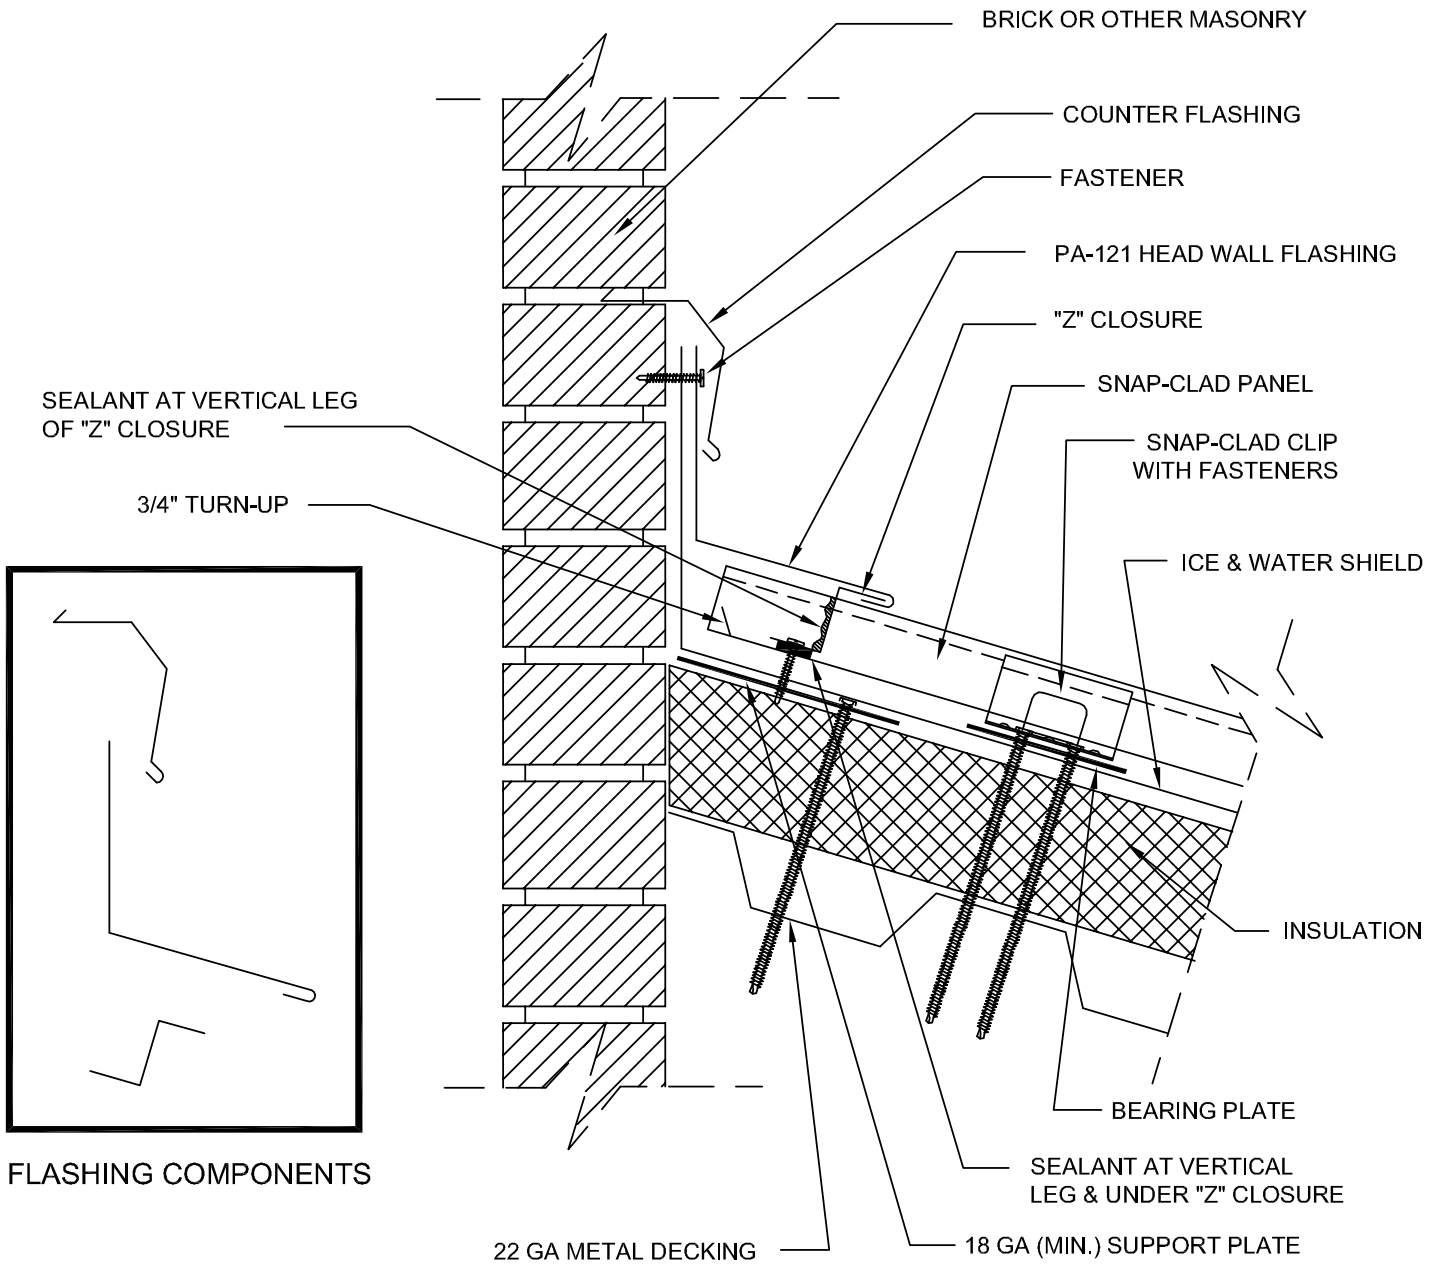 BRICK OR OTHER MASONRY
COUNTER FLASHING
FASTENER
PA-121 HEAD WALL FLASHING
"Z" CLOSURE
SNAP-CLAD PANEL
SEALANT AT VERTICAL LEG
OF "Z" CLOSURE
SNAP-CLAD CLIP
WITH FASTENERS
3/4" TURN-UP
ICE & WATER SHIELD
INSULATION
BEARING PLATE
FLASHING COMPONENTS
SEALANT AT VERTICAL
LEG & UNDER "Z" CLOSURE
22 GA METAL DECKING
18 GA (MIN.) SUPPORT PLATE